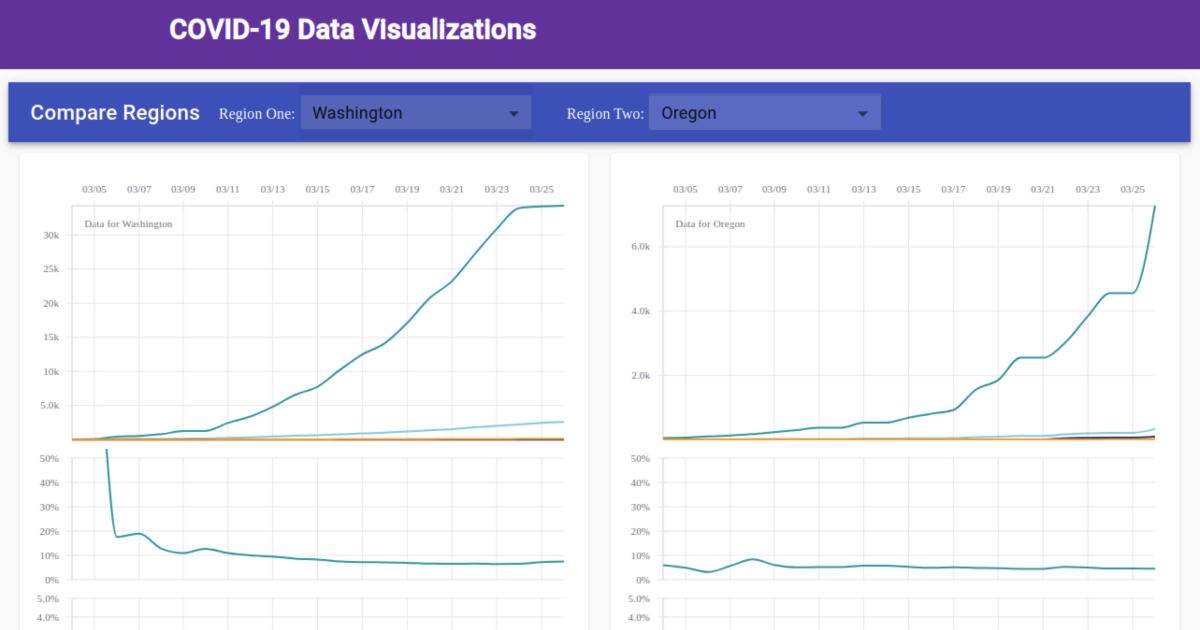 COVID-19 Data Visualizations
Compare Regions Region One: Washington Region Two: Oregon
03/05 03/07 03/09 03/11 03/13 03/15 03/17 03/19 03/21 03/23 03/25
Data for Washington
30k
25k
20k
15k
10k
5.0k
50%
40%
30%
20%
10%
0%
5.0%
4.0%
03/05 03/07 03/09 03/11 03/13 03/15 03/17 03/19 03/21 03/23 03/25
Data for Oregon
6.0k
4.0k
2.0k
50%
40%
30%
20%
10%
0%
5.0%
4.0%